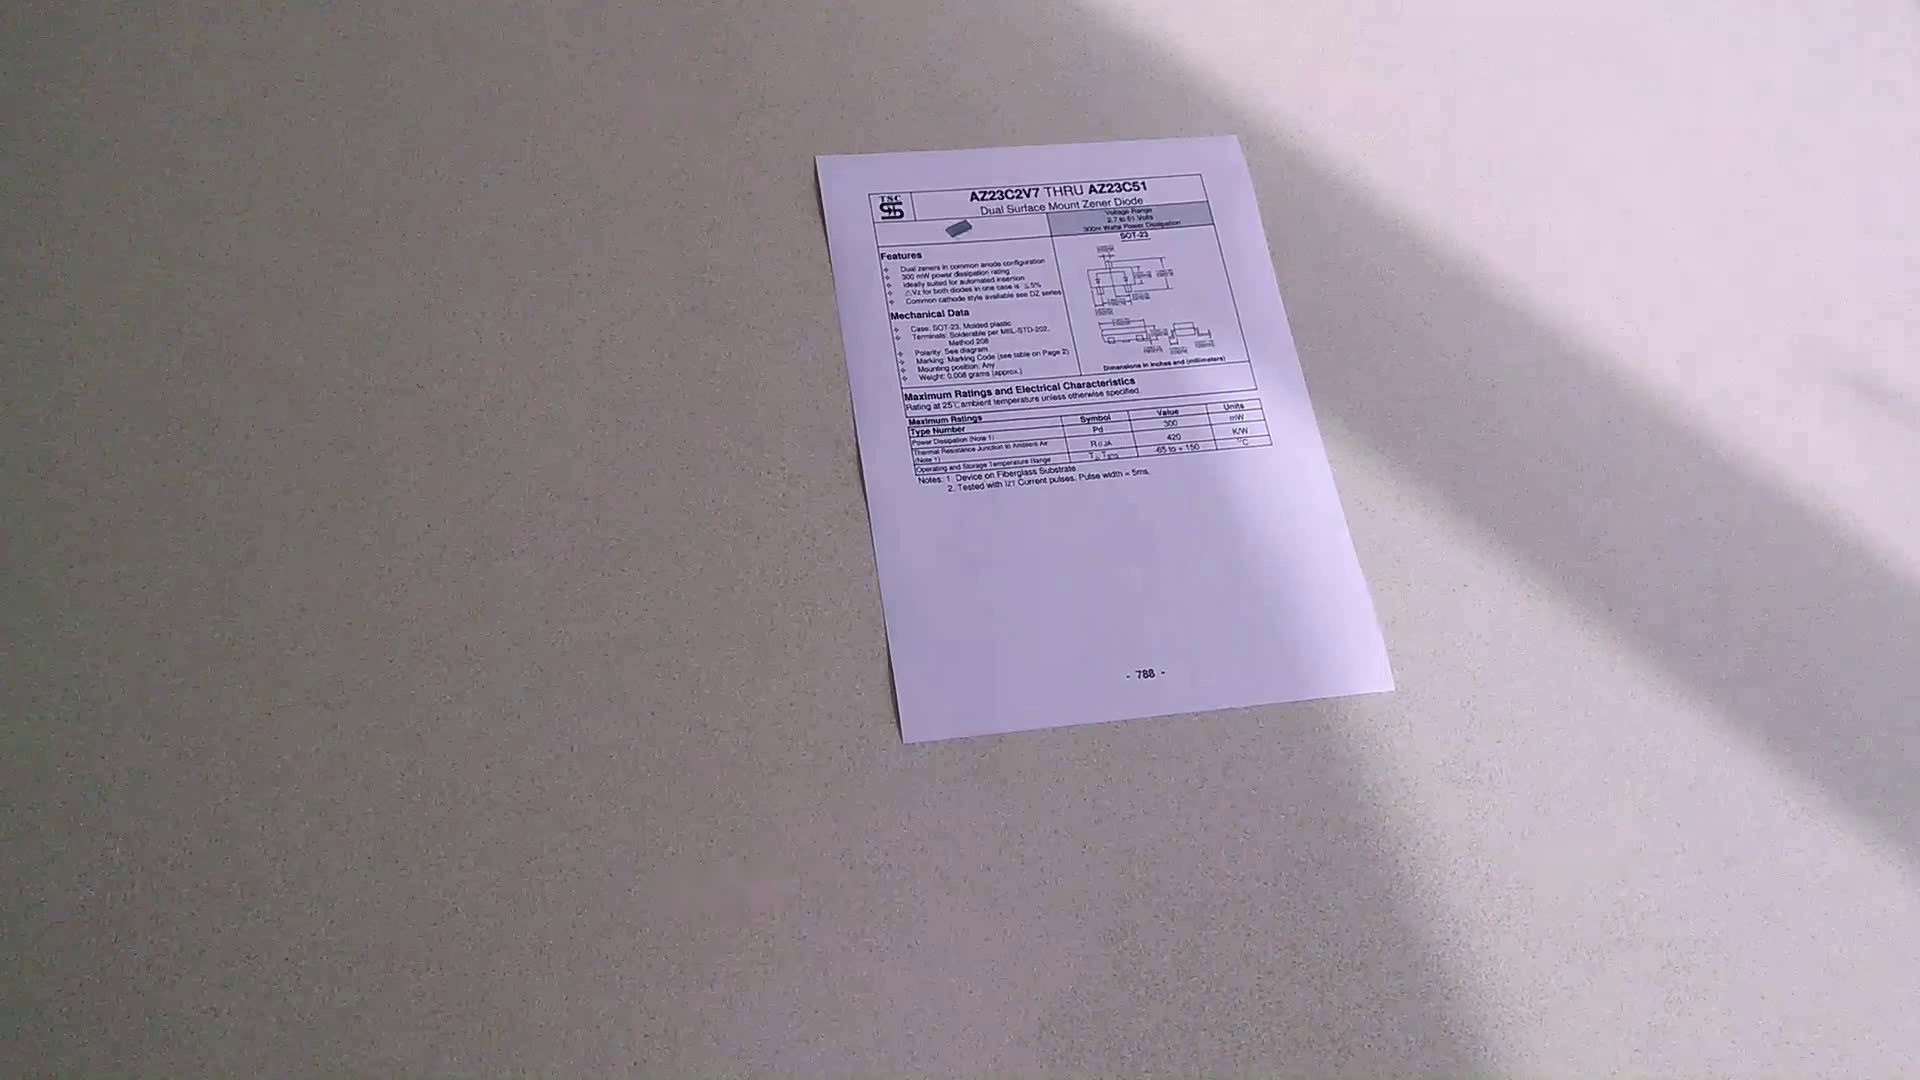 TSC
AZ23C2V7 THRU AZ23C51
Dual Surface Mount Zener Diode
Voltage Range
2.7 to 51 Volts
300m Watts Power Dissipation
SOT-23
Features
Dual zeners in common anode configuration
300 mW power dissipation rating
Ideally suited for automated insertion
△Vz for both diodes in one case is ≦5%
Common cathode style available see DZ series
Mechanical Data
Case: SOT-23, Molded plastic
Terminals: Solderable per MIIL-STD-202,
Method 208
Polarity: See diagram
Marking: Marking Code (see table on Page 2)
Mounting position: Any
Weight: 0.008 grams (approx.)
Dimensions in inches and (millimeters)
Maximum Ratings and Electrical Characteristics
Rating at 25℃ambient temperature unless otherwise specified.
Maximum Ratings
Type Number Symbol Value Units
Power Dissipation (Note 1) Pd 300 mW
Thermal Resistance Junction to Ambient Air
(Note 1) RθJA 420 K/W
Operating and Storage Temperature Range TJ, TSTG -65 to + 150 °C
Notes: 1. Device on Fiberglass Substrate.
2. Tested with IZT Current pulses. Pulse width = 5ms.
- 788 -